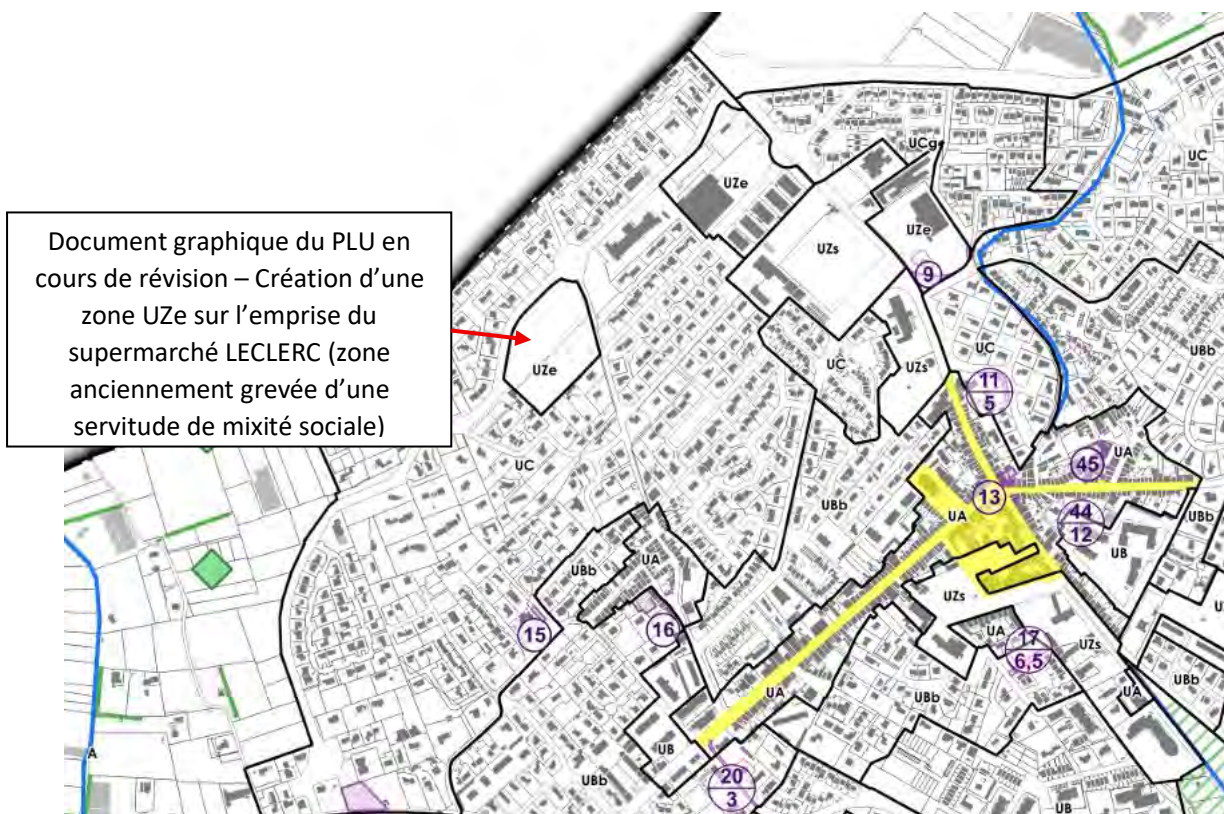 Document graphique du PLU en
cours de révision – Création d’une
zone UZe sur l’emprise du
supermarché LECLERC (zone
anciennement grevée d’une
servitude de mixité sociale)
UCg
UC
UZe
UZe
UZs
9
UZe
UC
UZs
UC
UBb
11
5
UC
UBb
UA
45
13
UA
44
12
UBb
UB
UBb
UA
UZs
15
16
UA
17
6,5
UZs
UBb
UBb
UA
UA
A
UB
UBb
20
3
UB
UB